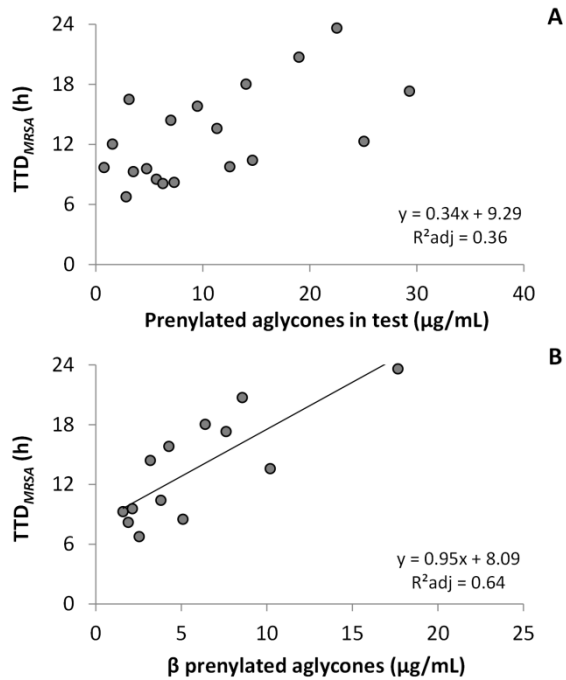 A
24
18
12
6
0
TTD_MRSA (h)
y = 0.34x + 9.29
R²adj = 0.36
0 10 20 30 40
Prenylated aglycones in test (µg/mL)
B
24
18
12
6
0
TTD_MRSA (h)
y = 0.95x + 8.09
R²adj = 0.64
0 5 10 15 20 25
β prenylated aglycones (µg/mL)